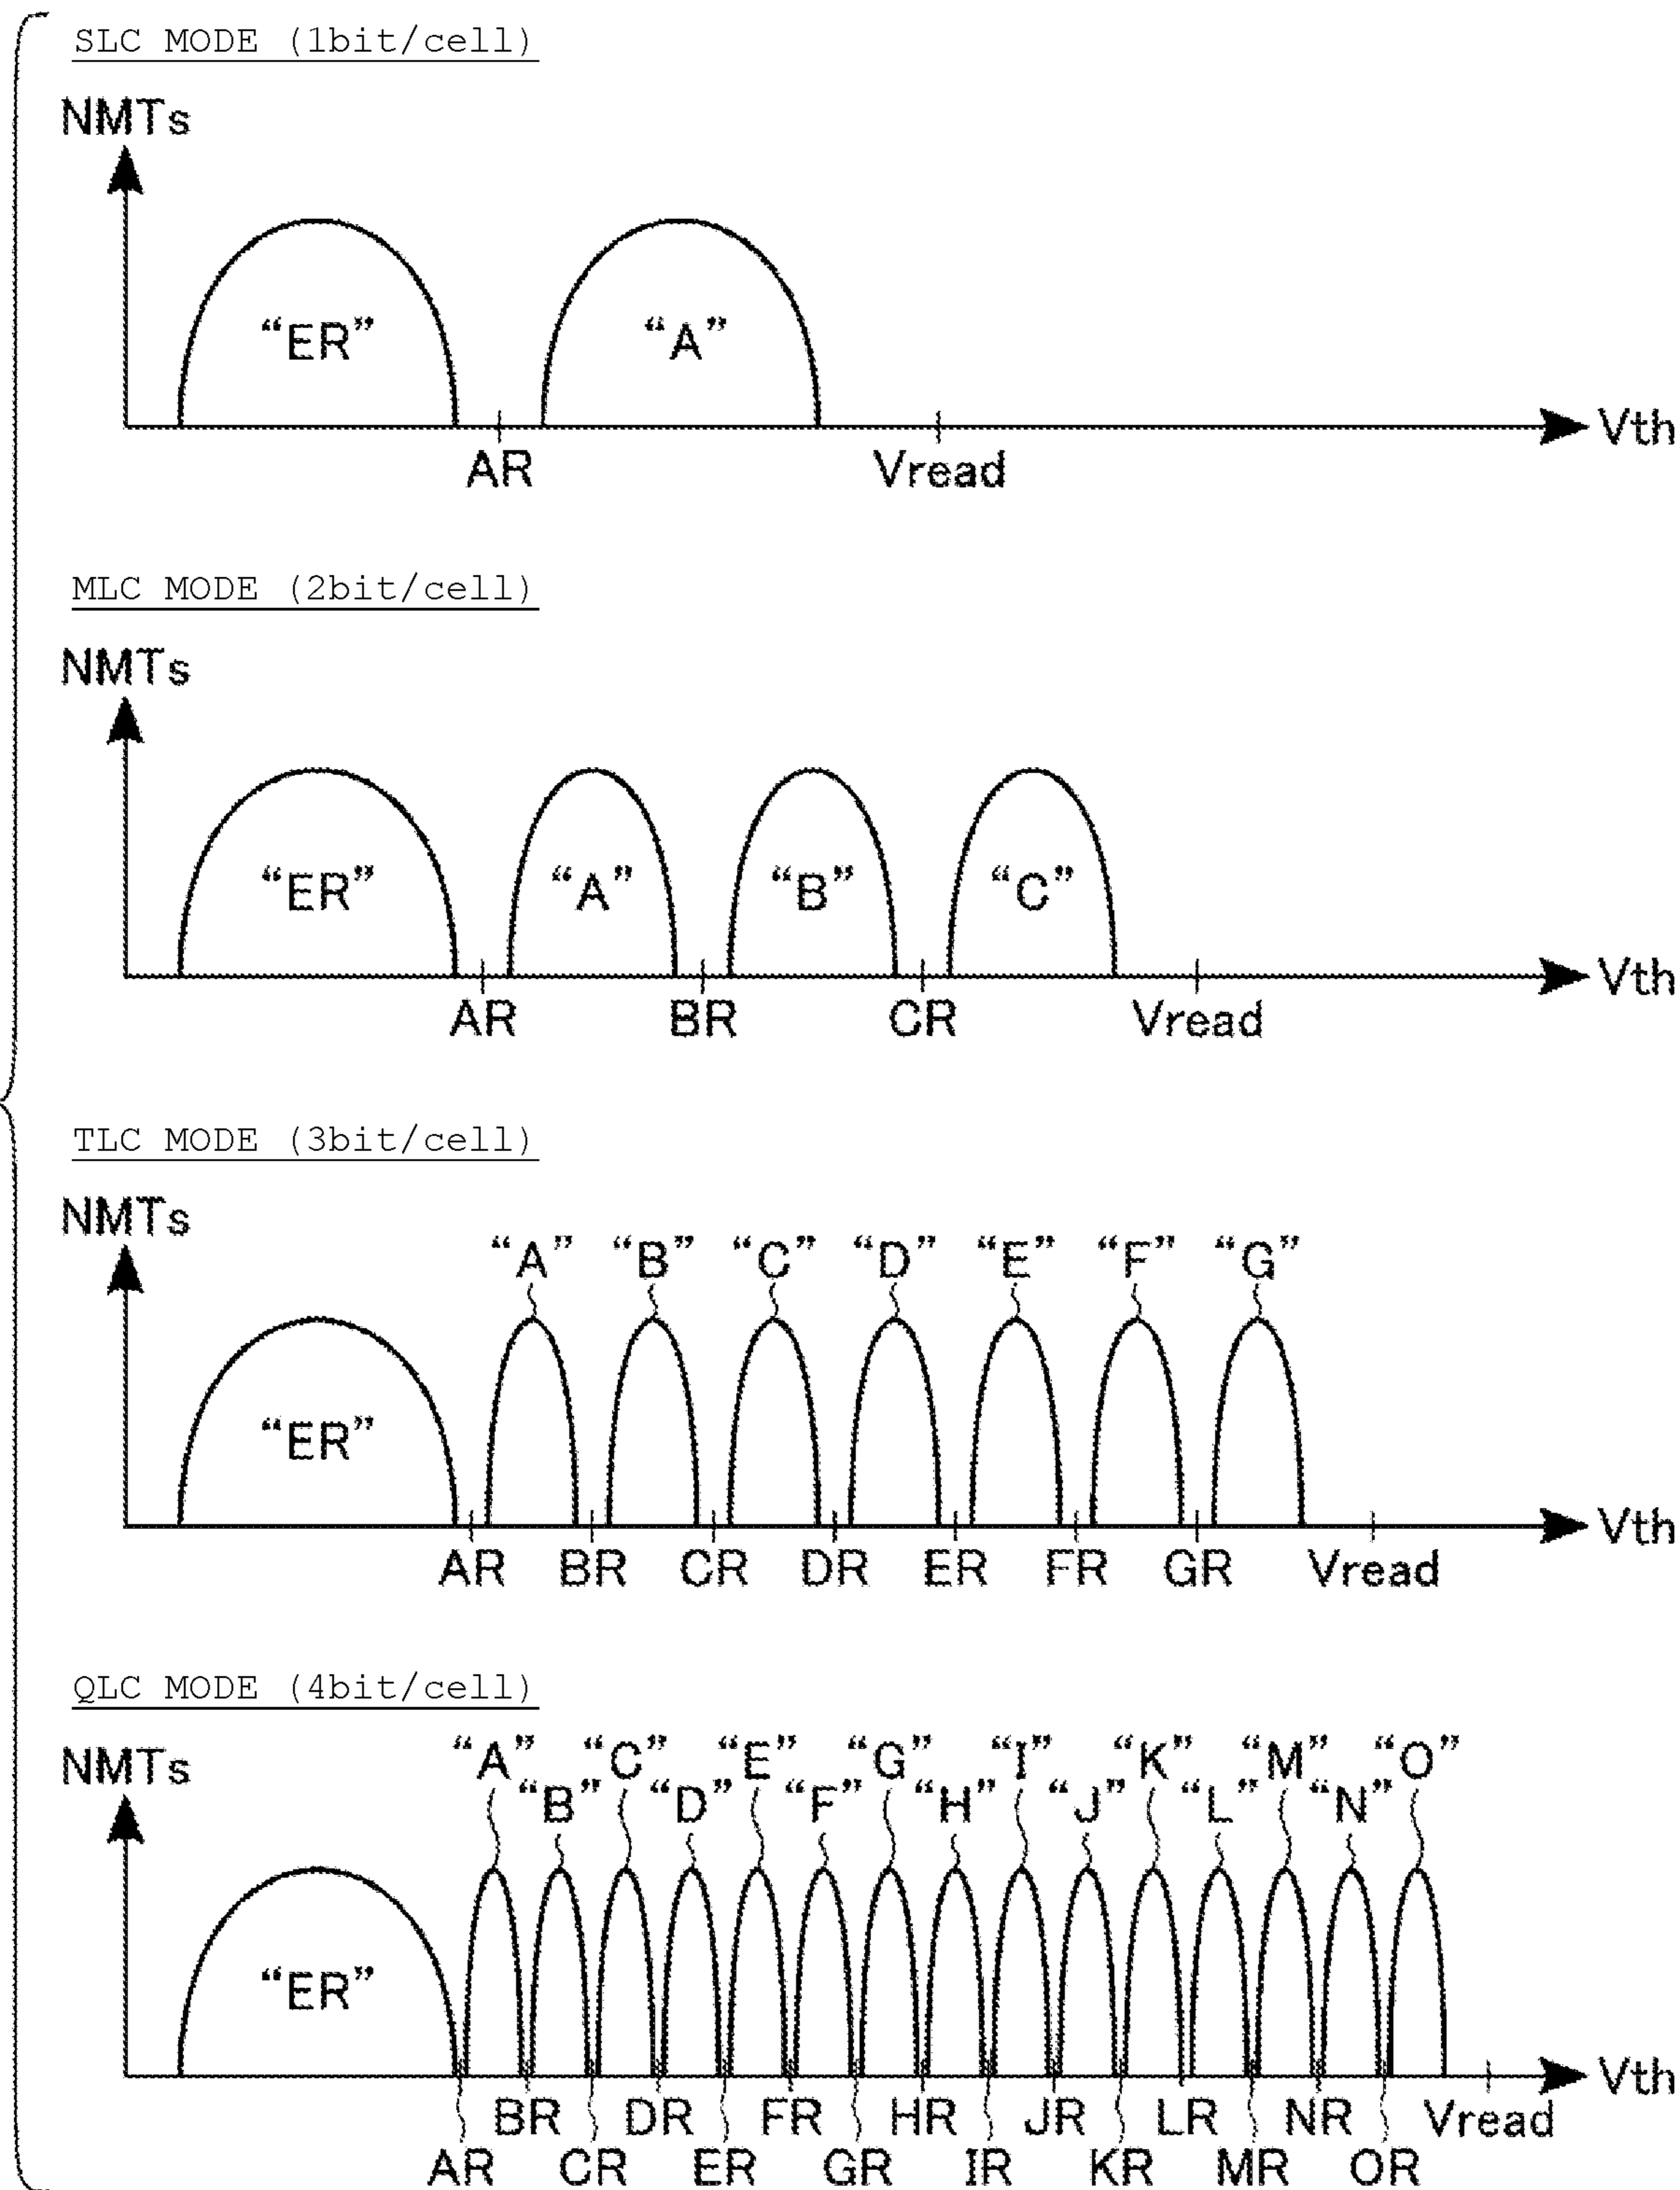 SLC MODE (1bit/cell)
NMTs
“ER” “A”
Vth
AR Vread
MLC MODE (2bit/cell)
NMTs
“ER” “A” “B” “C”
Vth
AR BR CR Vread
TLC MODE (3bit/cell)
NMTs
“A” “B” “C” “D” “E” “F” “G”
“ER”
Vth
AR BR CR DR ER FR GR Vread
QLC MODE (4bit/cell)
NMTs
“A” “C” “E” “G” “I” “K” “M” “O”
“B” “D” “F” “H” “J” “L” “N”
“ER”
Vth
BR DR FR HR JR LR NR Vread
AR CR ER GR IR KR MR OR